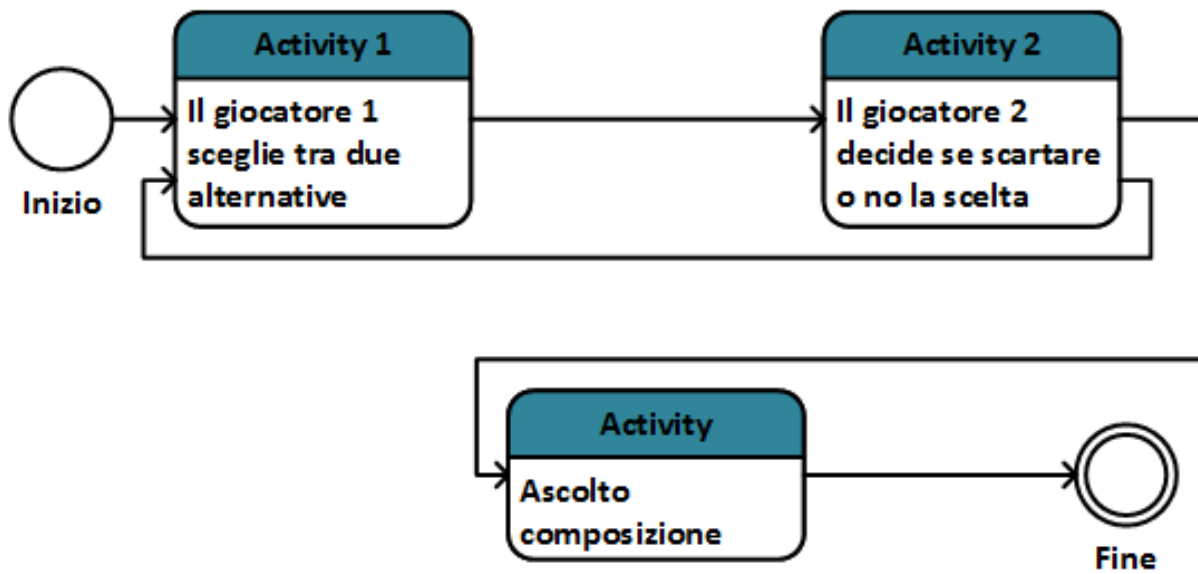 Activity 1
Il giocatore 1
sceglie tra due
alternative
Activity 2
Il giocatore 2
decide se scartare
o no la scelta
Inizio
Activity
Ascolto
composizione
Fine